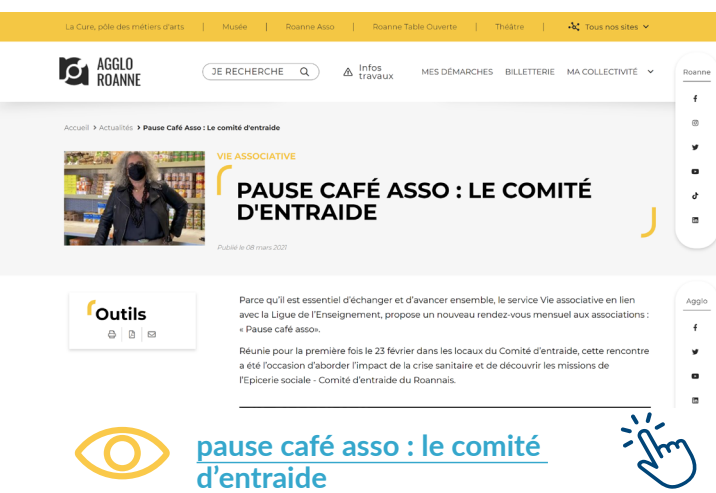 La Cure, pôle des métiers d'arts | Musée | Roanne Asso | Roanne Table Ouverte | Théâtre | Tous nos sites
AGGLO
ROANNE
JE RECHERCHE
Infos
travaux
MES DÉMARCHES BILLETTERIE MA COLLECTIVITÉ
Roanne
Accueil > Actualités > Pause Café Asso : Le comité d'entraide
VIE ASSOCIATIVE
PAUSE CAFÉ ASSO : LE COMITÉ
D'ENTRAIDE
Publié le 08 mars 2021
Outils
Parce qu'il est essentiel d'échanger et d'avancer ensemble, le service Vie associative en lien
avec la Ligue de l'Enseignement, propose un nouveau rendez-vous mensuel aux associations :
« Pause café asso».
Réunie pour la première fois le 23 février dans les locaux du Comité d'entraide, cette rencontre
a été l'occasion d'aborder l'impact de la crise sanitaire et de découvrir les missions de
l'Epicerie sociale - Comité d'entraide du Roannais.
Agglo
pause café asso : le comité
d'entraide